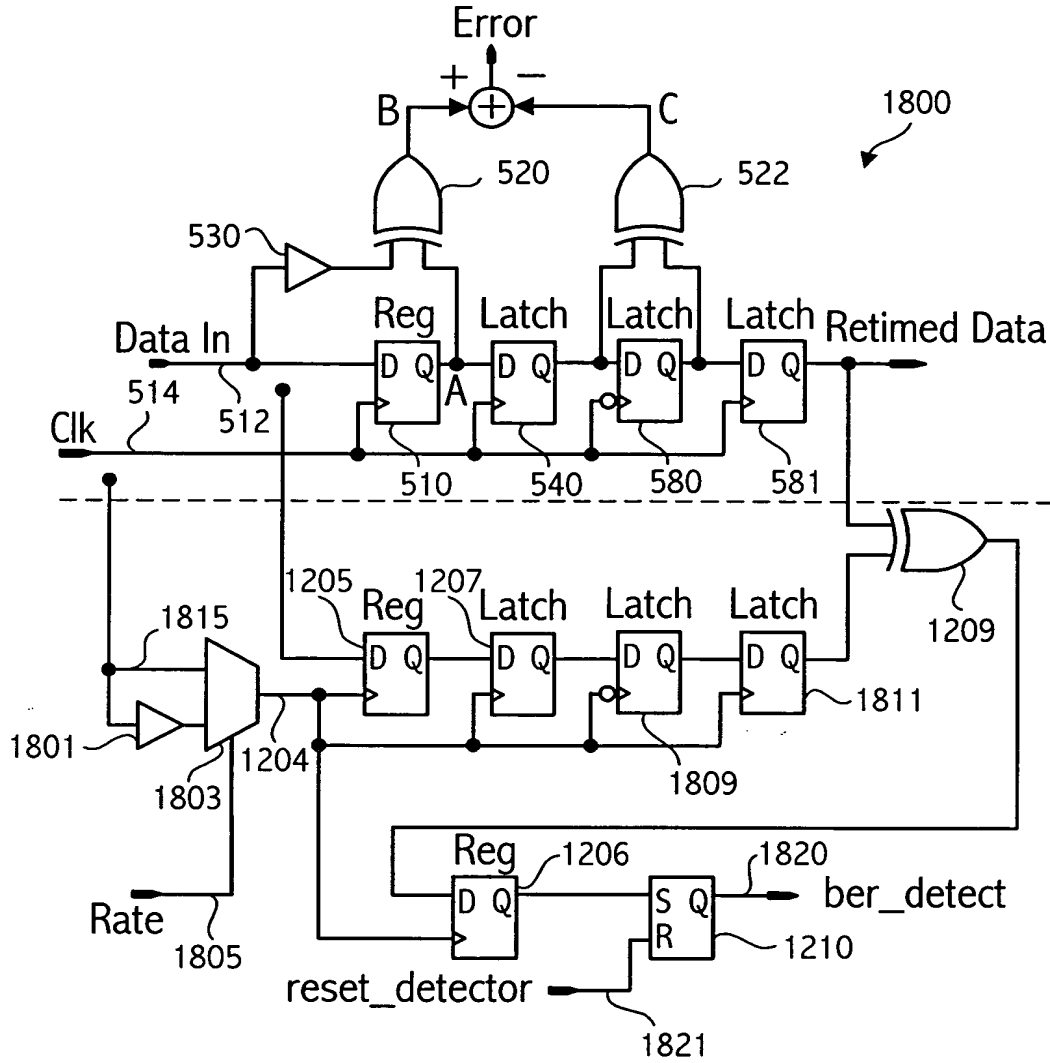 Error
+ −
B + C
1800
520 522
530
Reg Latch Latch Latch
Data In Retimed Data
D Q D Q D Q D Q
A
514 512
Clk
510 540 580 581
1205 1207
Reg Latch Latch Latch
1209
1815
D Q D Q D Q D Q
1811
1801 1204
1803 1809
Reg 1206 1820
D Q S Q ber_detect
Rate R 1210
1805
reset_detector
1821